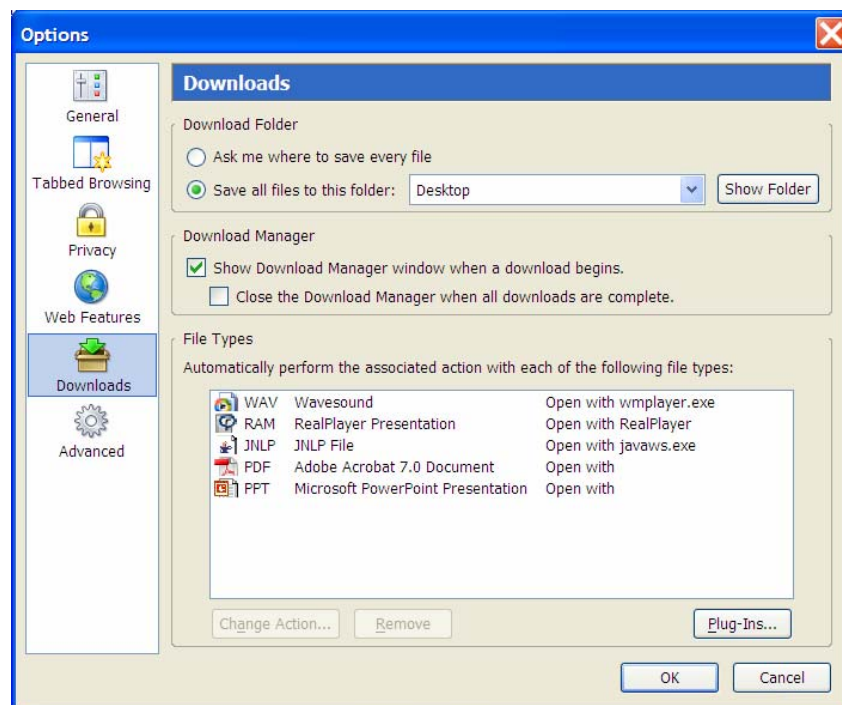 Options
General
Tabbed Browsing
Privacy
Web Features
Downloads
Advanced
Downloads
Download Folder
Ask me where to save every file
Save all files to this folder: Desktop Show Folder
Download Manager
Show Download Manager window when a download begins.
Close the Download Manager when all downloads are complete.
File Types
Automatically perform the associated action with each of the following file types:
WAV Wavesound Open with wmplayer.exe
RAM RealPlayer Presentation Open with RealPlayer
JNLP JNLP File Open with javaws.exe
PDF Adobe Acrobat 7.0 Document Open with
PPT Microsoft PowerPoint Presentation Open with
Change Action... Remove Plug-Ins...
OK Cancel